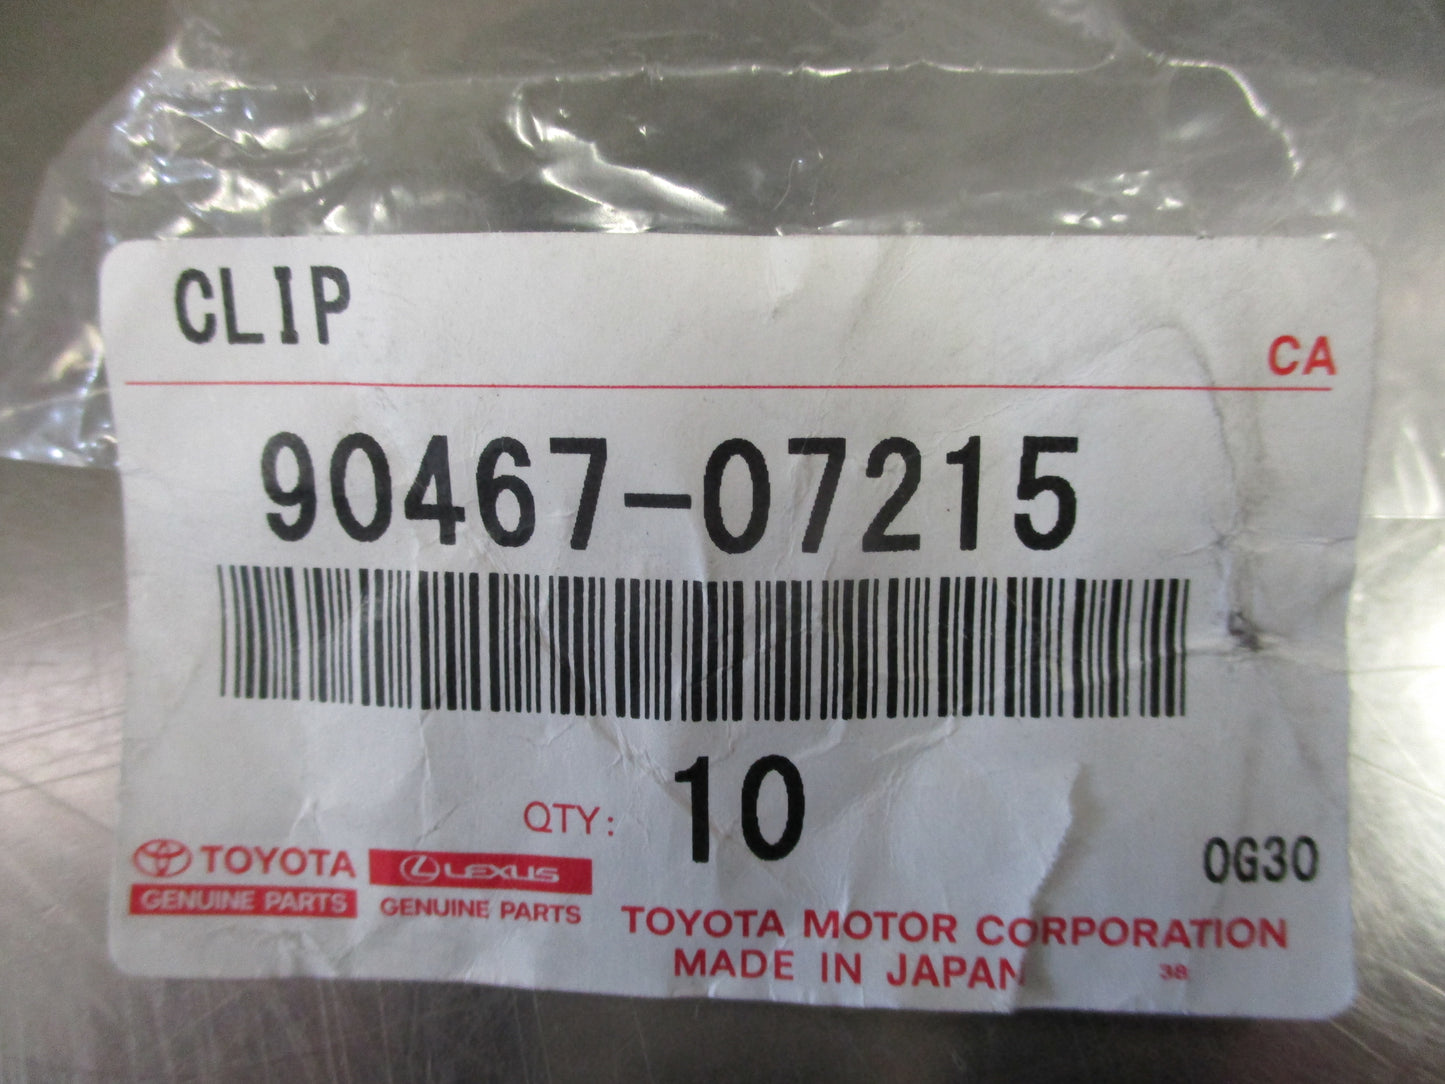 CLIP
CA
90467-07215
QTY: 10
TOYOTA
GENUINE PARTS
LEXUS
GENUINE PARTS
0G30
TOYOTA MOTOR CORPORATION
MADE IN JAPAN
38